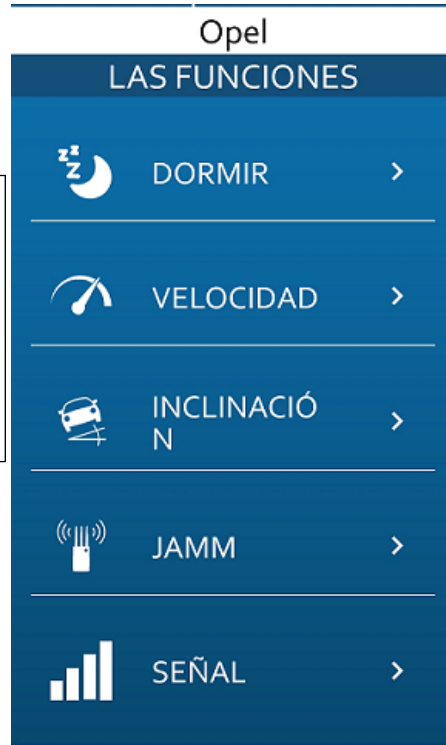 Opel
LAS FUNCIONES
DORMIR
VELOCIDAD
INCLINACIÓ
N
JAMM
SEÑAL